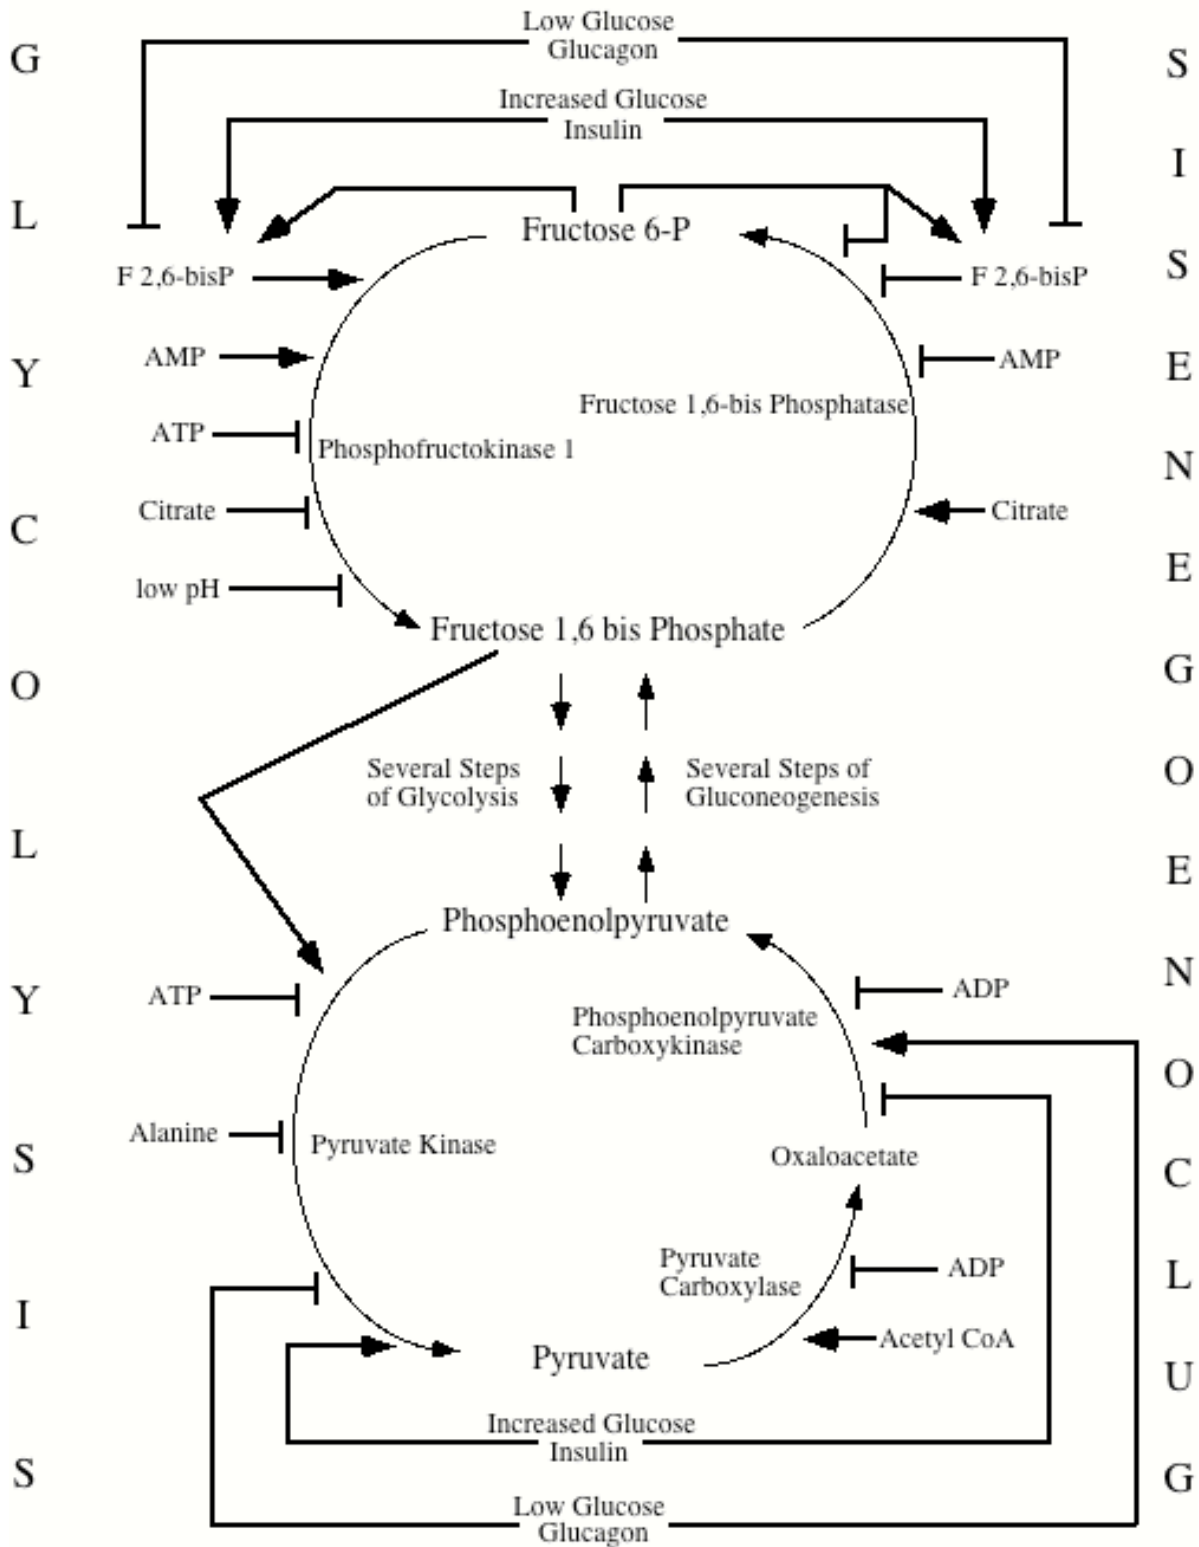 Low Glucose
Glucagon
Increased Glucose
Insulin
Fructose 6-P
F 2,6-bisP
F 2,6-bisP
AMP
AMP
Fructose 1,6-bis Phosphatase
ATP
Phosphofructokinase 1
Citrate
Citrate
low pH
Fructose 1,6 bis Phosphate
Several Steps
of Glycolysis
Several Steps of
Gluconeogenesis
Phosphoenolpyruvate
ATP
ADP
Phosphoenolpyruvate
Carboxykinase
Alanine
Pyruvate Kinase
Oxaloacetate
Pyruvate
Carboxylase
ADP
Acetyl CoA
Pyruvate
Increased Glucose
Insulin
Low Glucose
Glucagon
G
L
Y
C
O
L
Y
S
I
S
S
I
S
E
N
E
G
O
E
N
O
C
L
U
G